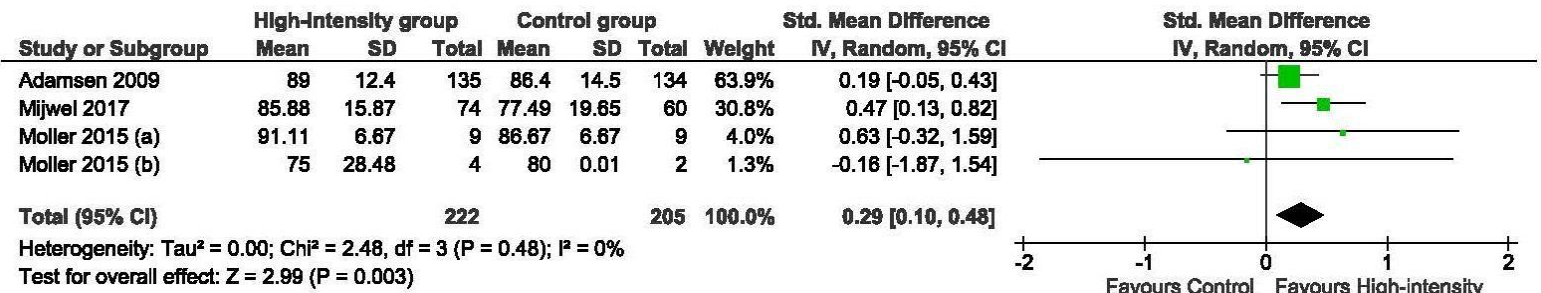 High-Intensity group Control group Std. Mean Difference Std. Mean Difference
Study or Subgroup Mean SD Total Mean SD Total Weight IV, Random, 95% CI IV, Random, 95% CI
Adamsen 2009 89 12.4 135 86.4 14.5 134 63.9% 0.19 [-0.05, 0.43]
Mijwel 2017 85.88 15.87 74 77.49 19.65 60 30.8% 0.47 [0.13, 0.82]
Moller 2015 (a) 91.11 6.67 9 86.67 6.67 9 4.0% 0.63 [-0.32, 1.59]
Moller 2015 (b) 75 28.48 4 80 0.01 2 1.3% -0.16 [-1.87, 1.54]
Total (95% CI) 222 205 100.0% 0.29 [0.10, 0.48]
Heterogeneity: Tau² = 0.00; Chi² = 2.48, df = 3 (P = 0.48); I² = 0%
Test for overall effect: Z = 2.99 (P = 0.003)
-2 -1 0 1 2
Favours Control Favours High-intensity